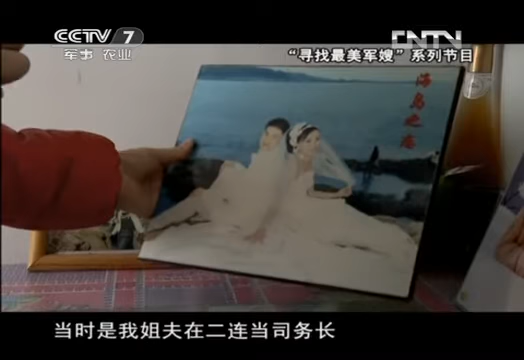 CCTV 7
军事 农业
CNTV
“寻找最美军嫂”系列节目
海岛之恋
当时是我姐夫在二连当司务长